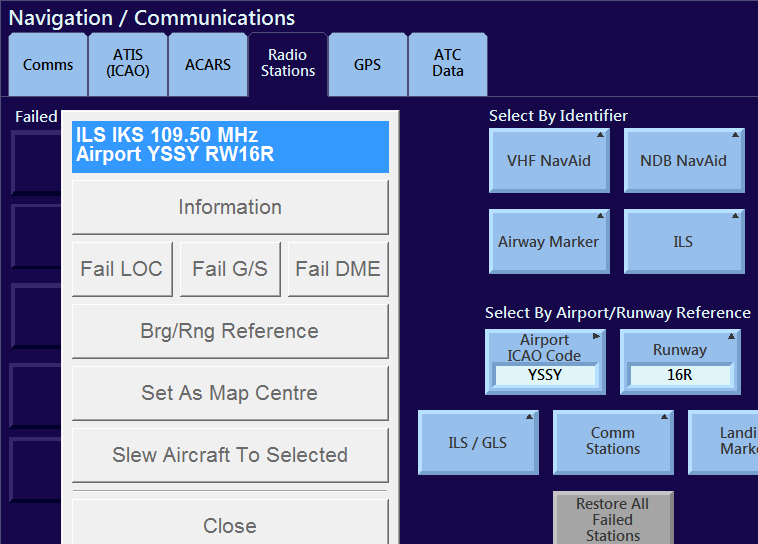 Navigation / Communications
Comms
ATIS
(ICAO)
ACARS
Radio
Stations
GPS
ATC
Data
Failed
ILS IKS 109.50 MHz
Airport YSSY RW16R
Information
Fail LOC
Fail G/S
Fail DME
Brg/Rng Reference
Set As Map Centre
Slew Aircraft To Selected
Close
Select By Identifier
VHF NavAid
NDB NavAid
Airway Marker
ILS
Select By Airport/Runway Reference
Airport
ICAO Code
YSSY
Runway
16R
ILS / GLS
Comm
Stations
Landi
Marke
Restore All
Failed
Stations